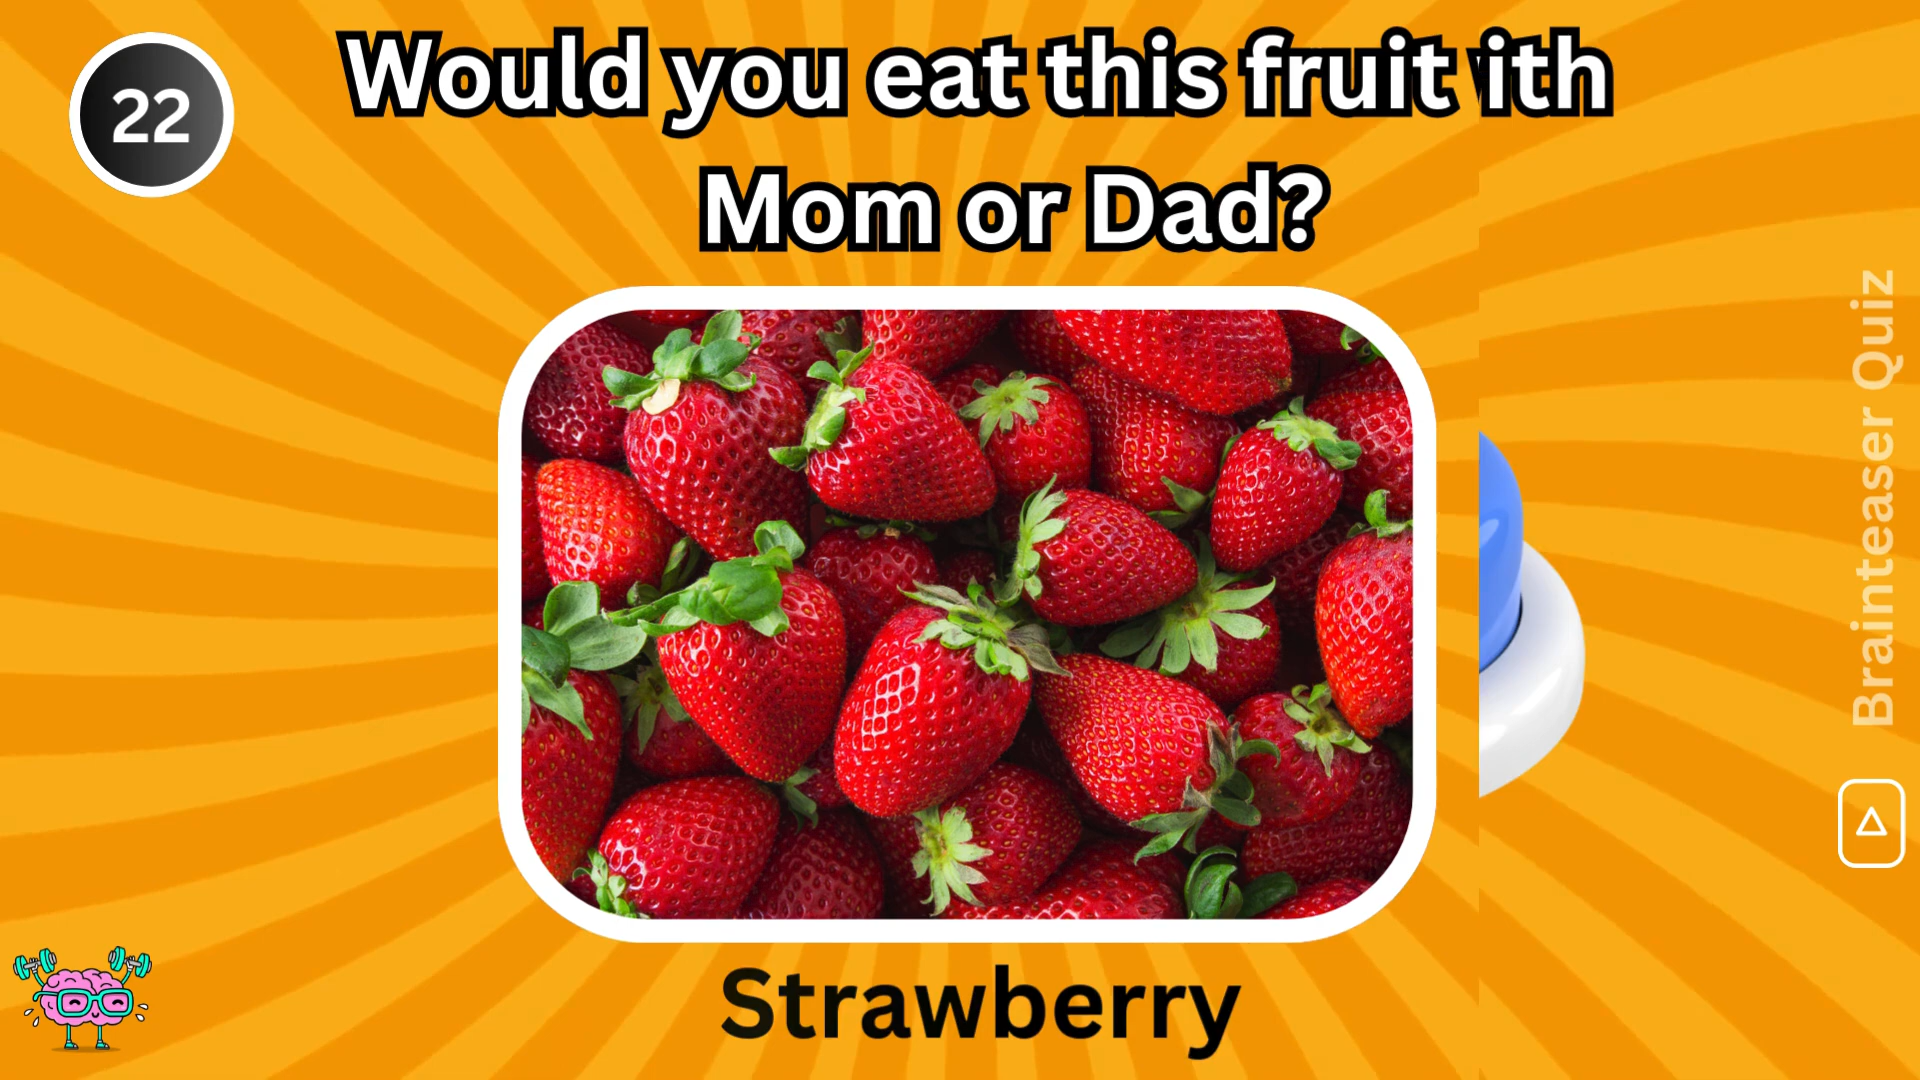 22
Would you eat this fruit ith
Mom or Dad?
Strawberry
Brainteaser Quiz